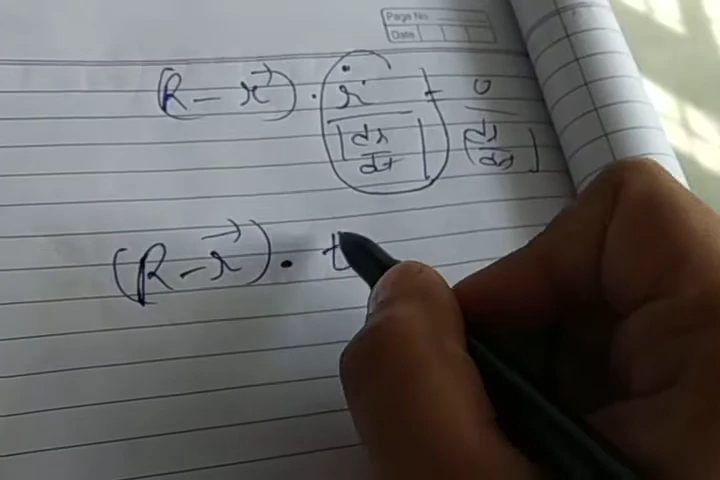 Page No.
Date
(R - r⃗) · ṙ / |dr/dt| = 0 / |dr/dt|
(R - r⃗) · t